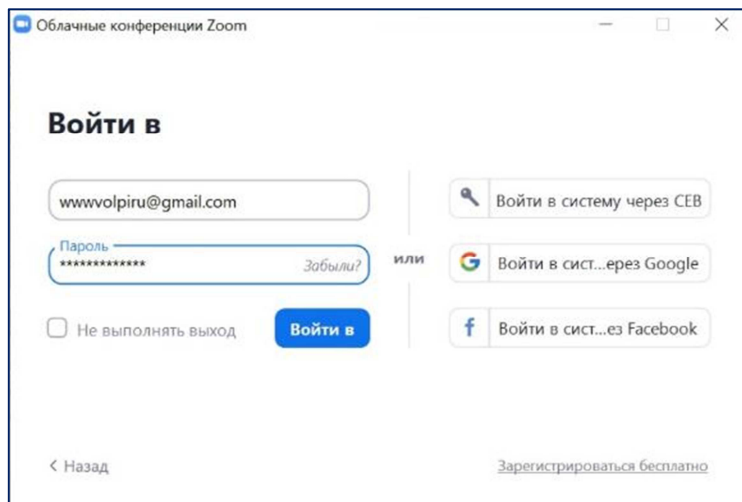 Облачные конференции Zoom
Войти в
wwwvolpiru@gmail.com
Пароль
*************
Забыли?
Не выполнять выход
Войти в
или
Войти в систему через СЕВ
Войти в сист...ерез Google
Войти в сист...ез Facebook
< Назад
Зарегистрироваться бесплатно